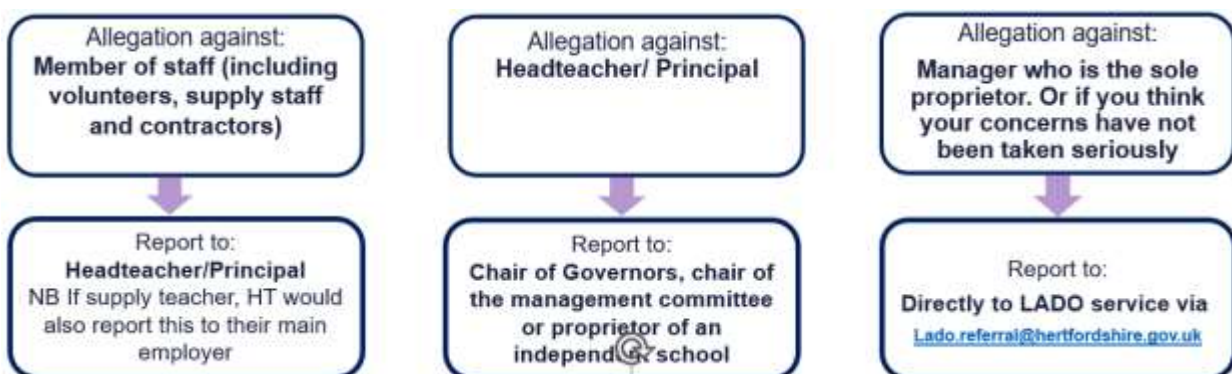 Allegation against:
Member of staff (including
volunteers, supply staff
and contractors)
Report to:
Headteacher/Principal
NB If supply teacher, HT would
also report this to their main
employer
Allegation against:
Headteacher/ Principal
Report to:
Chair of Governors, chair of
the management committee
or proprietor of an
school
Allegation against:
Manager who is the sole
proprietor. Or if you think
your concerns have not
been taken seriously
Report to:
Directly to LADO service via
Lado.referral@hertfordshire.gov.uk